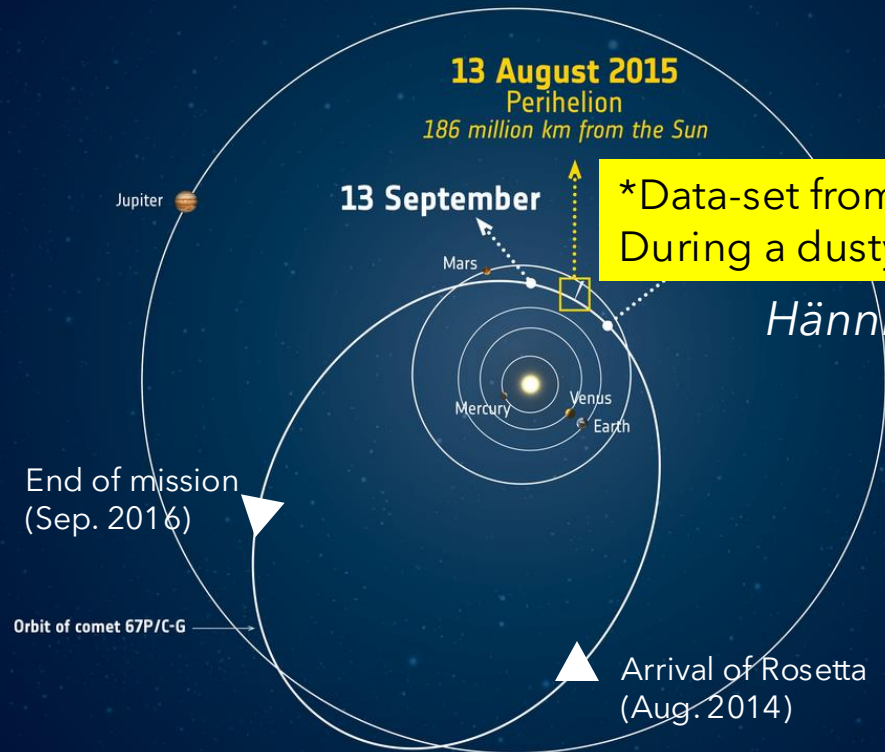 13 August 2015
Perihelion
186 million km from the Sun
Jupiter
13 September
*Data-set from
During a dusty
Mars
Mercury
Venus
Earth
End of mission
(Sep. 2016)
Orbit of comet 67P/C-G
Arrival of Rosetta
(Aug. 2014)